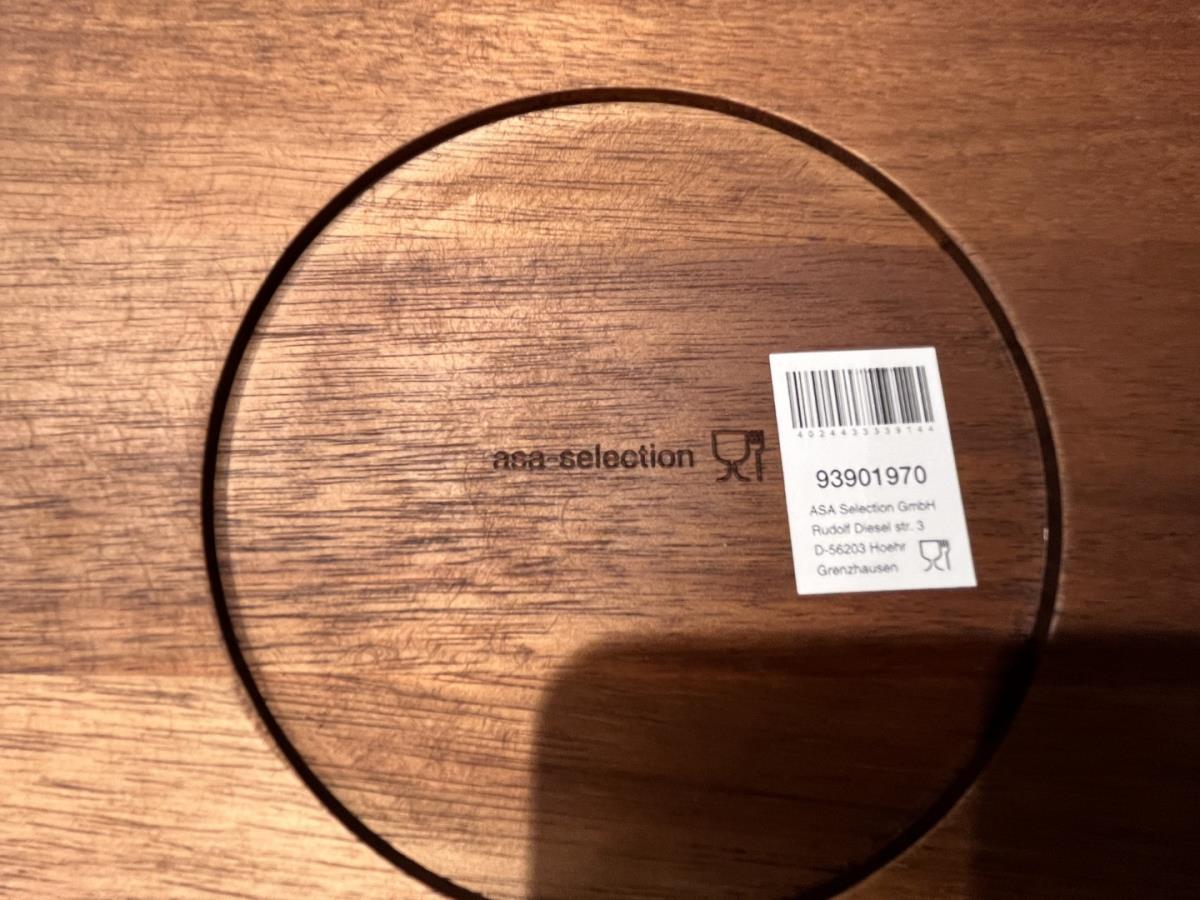 asa-selection
4024433339144
93901970
ASA Selection GmbH
Rudolf Diesel str. 3
D-56203 Hoehr
Grenzhausen